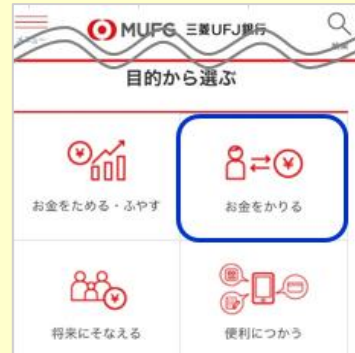 MUFG 三菱UFJ銀行
目的から選ぶ
お金をためる・ふやす
お金をかりる
将来にそなえる
便利につかう